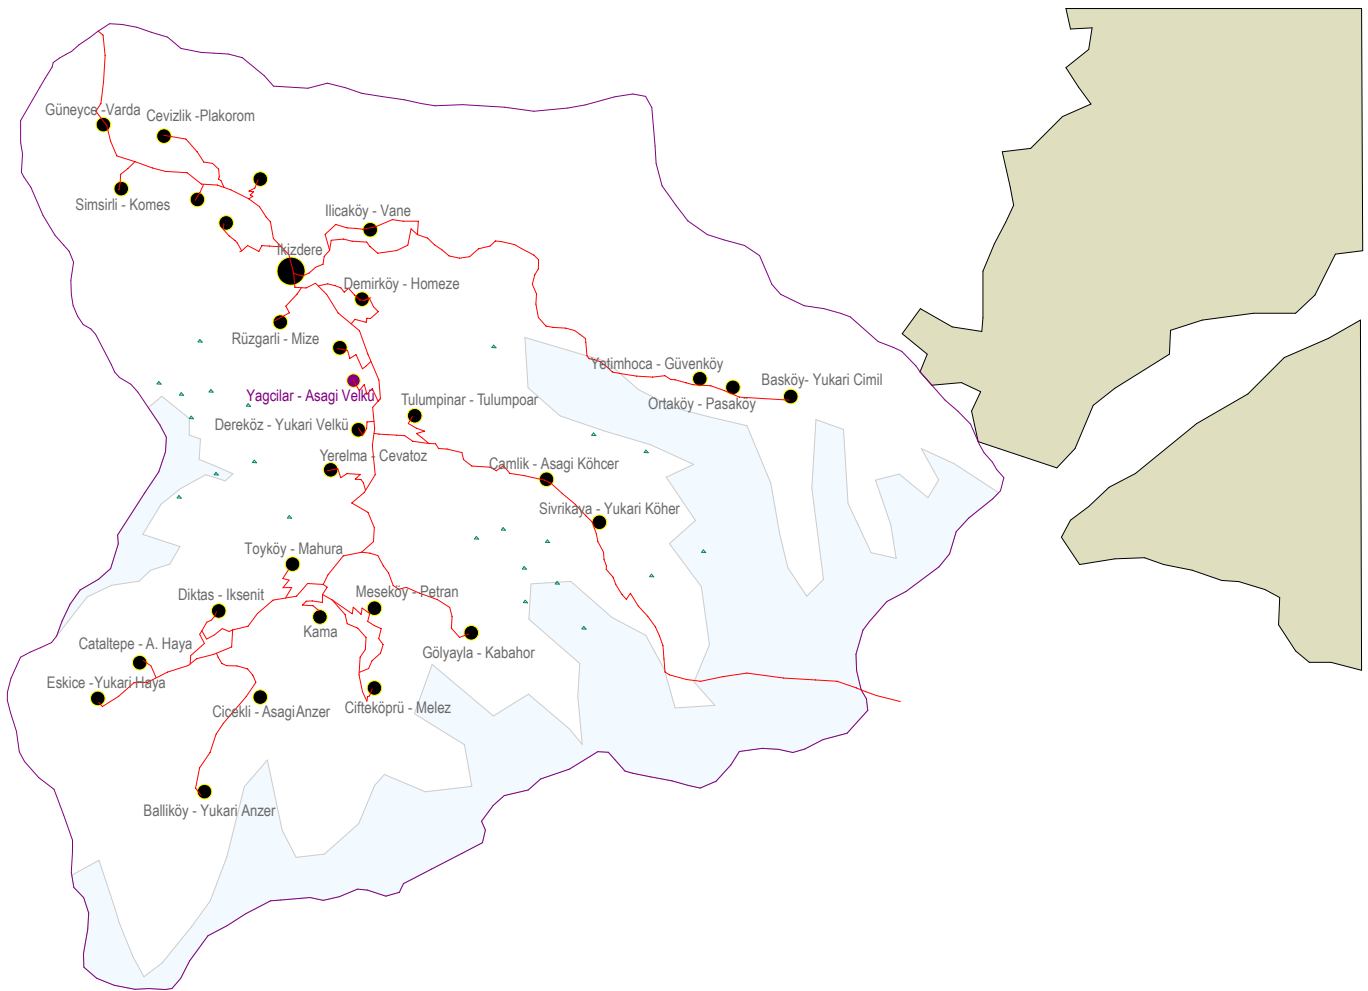 Güneyce -Varda
Cevizlik -Plakorom
Simsirli - Komes
Ilicaköy - Vane
Ikizdere
Demirköy - Homeze
Rüzgarli - Mize
Yetimhoca - Güvenköy
Basköy- Yukari Cimil
Yagcilar - Asagi Velkü
Tulumpinar - Tulumpoar
Ortaköy - Pasaköy
Dereköz - Yukari Velkü
Yerelma - Cevatoz
Camlik - Asagi Köhcer
Sivrikaya - Yukari Köher
Toyköy - Mahura
Diktas - Iksenit
Meseköy - Petran
Kama
Cataltepe - A. Haya
Gölyayla - Kabahor
Eskice -Yukari Haya
Cicekli - AsagiAnzer
Cifteköprü - Melez
Balliköy - Yukari Anzer